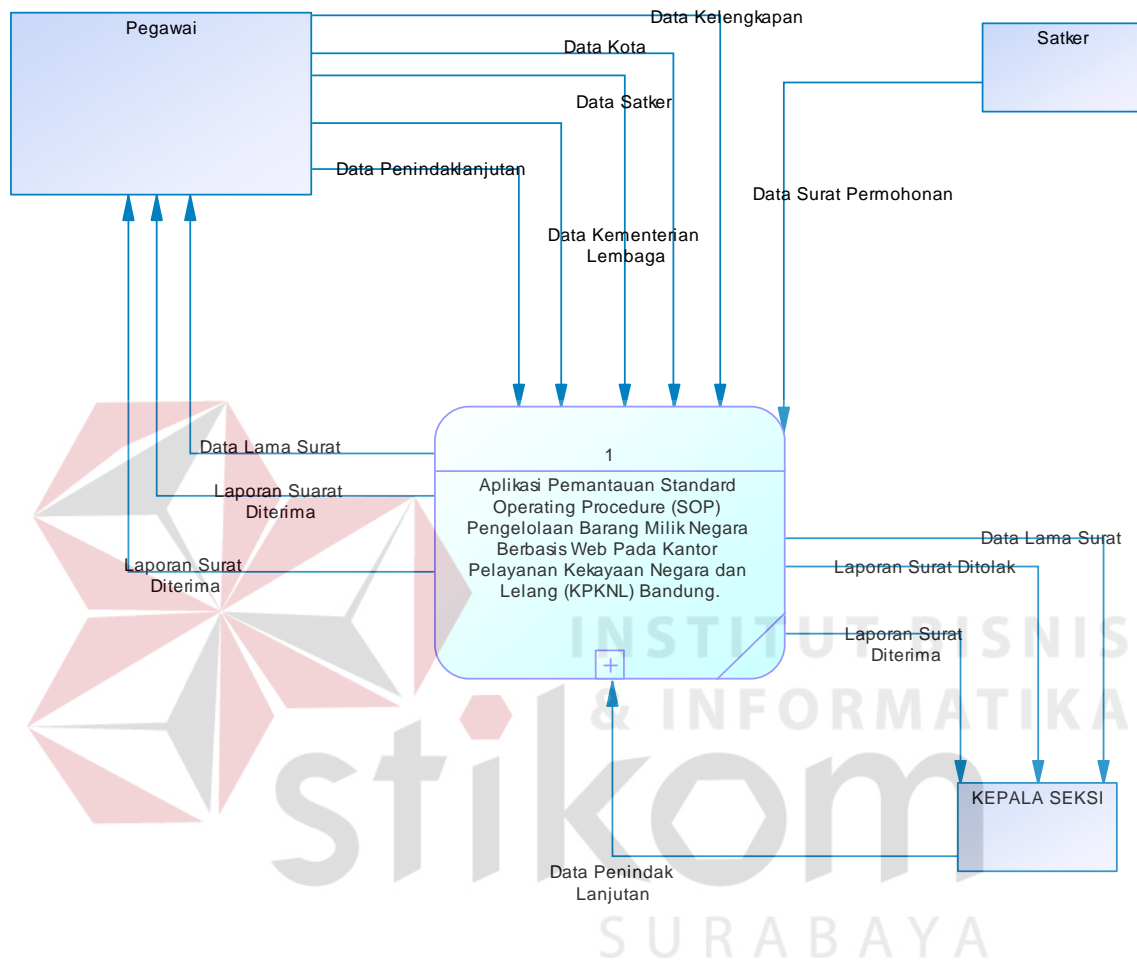 Pegawai
Data Kelengkapan
Satker
Data Kota
Data Satker
Data Penindaklanjutan
Data Surat Permohonan
Data Kementerian
Lembaga
Data Lama Surat
Laporan Suarat
Diterima
Laporan Surat
Diterima
1
Aplikasi Pemantauan Standard
Operating Procedure (SOP)
Pengelolaan Barang Milik Negara
Berbasis Web Pada Kantor
Pelayanan Kekayaan Negara dan
Lelang (KPKNL) Bandung.
Data Lama Surat
Laporan Surat Ditolak
Laporan Surat
Diterima
KEPALA SEKSI
Data Penindak
Lanjutan
INSTITUT BISNIS
& INFORMATIKA
stikom
SURABAYA